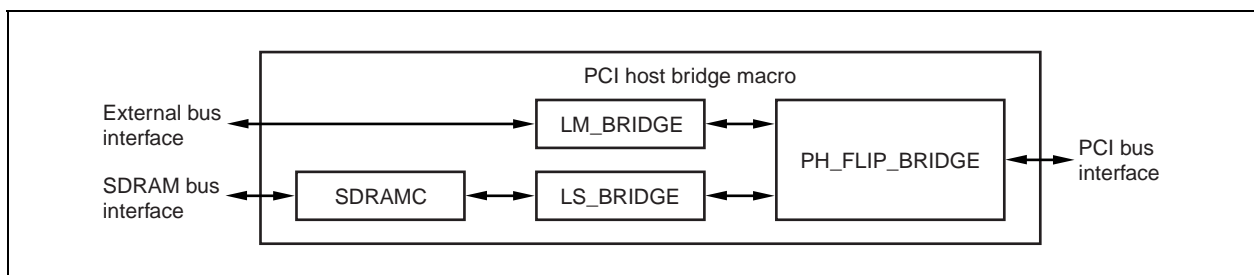 PCI host bridge macro
External bus
interface
LM_BRIDGE
PH_FLIP_BRIDGE
PCI bus
interface
SDRAM bus
interface
SDRAMC
LS_BRIDGE